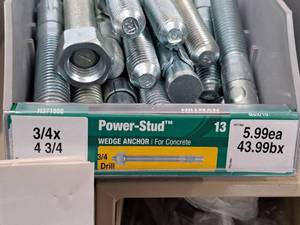 HILLMAN
3/4x
4 3/4
Power-Stud™
13
WEDGE ANCHOR | For Concrete
3/4
Drill
5.99ea
43.99bx